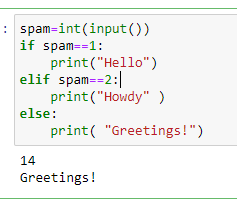 : spam=int(input())
if spam==1:
    print("Hello")
elif spam==2:
    print("Howdy" )
else:
    print( "Greetings!")
14
Greetings!